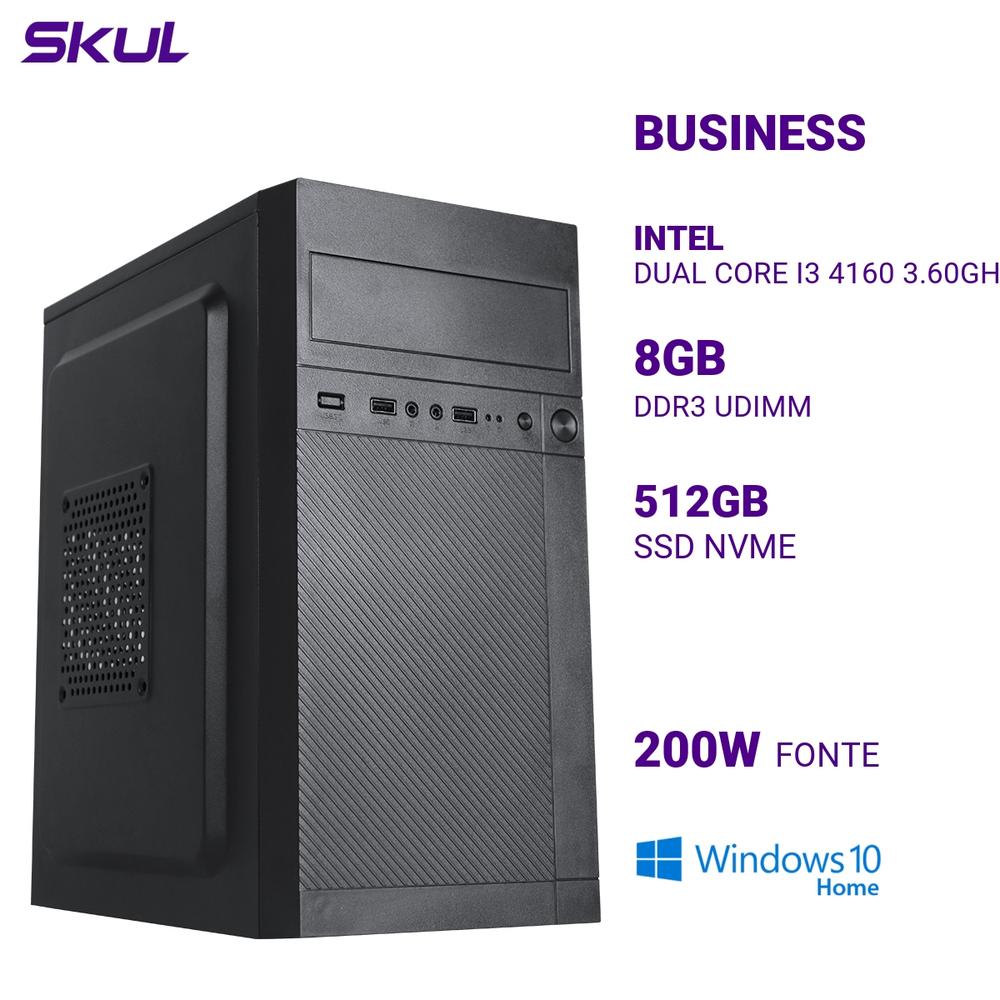 SKUL
BUSINESS
INTEL
DUAL CORE I3 4160 3.60GH
8GB
DDR3 UDIMM
512GB
SSD NVME
200W FONTE
Windows 10
Home